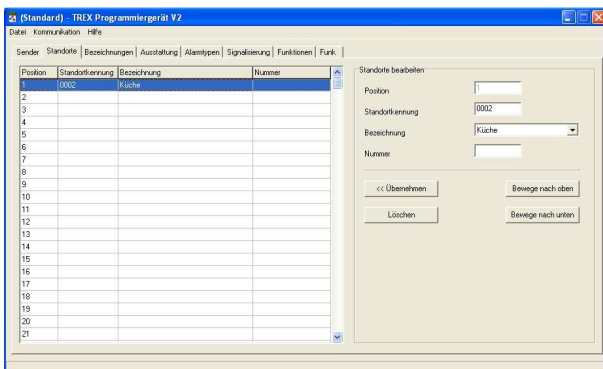 (Standard) - TREX Programmiergerät V2
Datei Kommunikation Hilfe
Sender Standorte Bezeichnungen Ausstattung Alarmtypen Signalisierung Funktionen Funk
Position Standortkennung Bezeichnung Nummer
1 0002 Küche
2
3
4
5
6
7
8
9
10
11
12
13
14
15
16
17
18
19
20
21
Standorte bearbeiten
Position 1
Standortkennung 0002
Bezeichnung Küche
Nummer
<< Übernehmen Bewege nach oben
Löschen Bewege nach unten